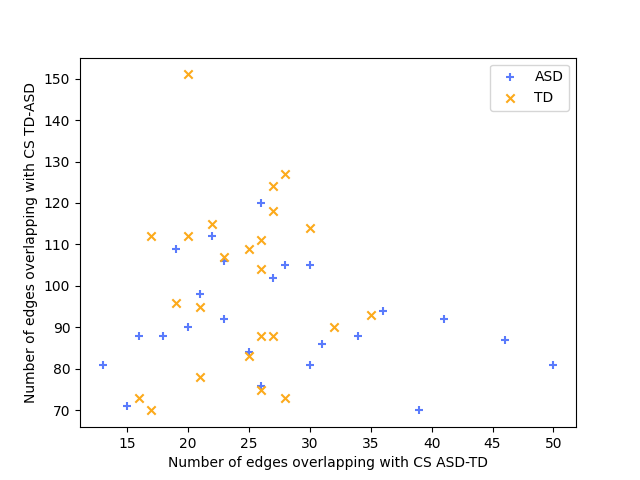 150
140
130
120
110
100
90
80
70
Number of edges overlapping with CS TD-ASD
ASD
TD
15 20 25 30 35 40 45 50
Number of edges overlapping with CS ASD-TD